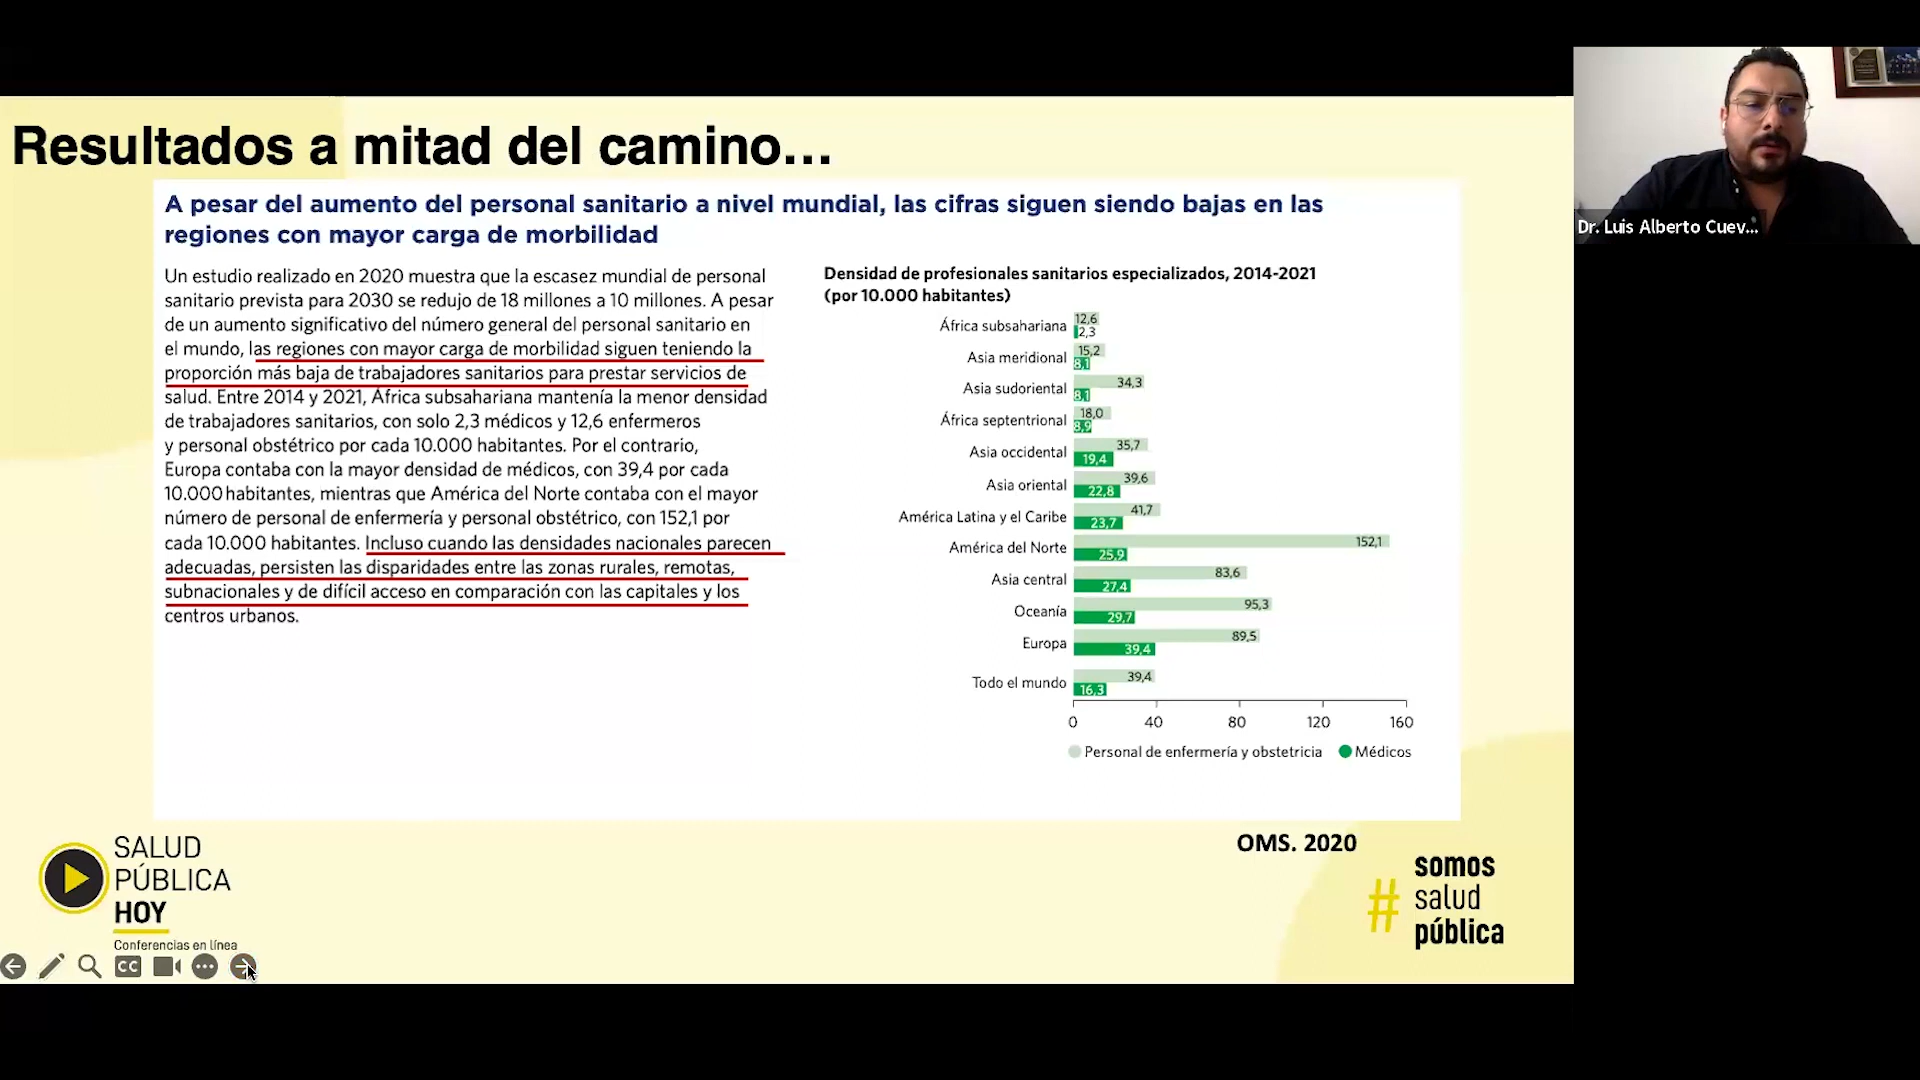 Resultados a mitad del camino...
A pesar del aumento del personal sanitario a nivel mundial, las cifras siguen siendo bajas en las
regiones con mayor carga de morbilidad
Un estudio realizado en 2020 muestra que la escasez mundial de personal
sanitario prevista para 2030 se redujo de 18 millones a 10 millones. A pesar
de un aumento significativo del número general del personal sanitario en
el mundo, las regiones con mayor carga de morbilidad siguen teniendo la
proporción más baja de trabajadores sanitarios para prestar servicios de
salud. Entre 2014 y 2021, África subsahariana mantenía la menor densidad
de trabajadores sanitarios, con solo 2,3 médicos y 12,6 enfermeros
y personal obstétrico por cada 10.000 habitantes. Por el contrario,
Europa contaba con la mayor densidad de médicos, con 39,4 por cada
10.000 habitantes, mientras que América del Norte contaba con el mayor
número de personal de enfermería y personal obstétrico, con 152,1 por
cada 10.000 habitantes. Incluso cuando las densidades nacionales parecen
adecuadas, persisten las disparidades entre las zonas rurales, remotas,
subnacionales y de difícil acceso en comparación con las capitales y los
centros urbanos.
Densidad de profesionales sanitarios especializados, 2014-2021
(por 10.000 habitantes)
África subsahariana 12,6
2,3
Asia meridional 15,2
8,1
Asia sudoriental 34,3
8,1
África septentrional 18,0
8,9
Asia occidental 35,7
19,4
Asia oriental 39,6
22,8
América Latina y el Caribe 41,7
23,7
América del Norte 152,1
25,9
Asia central 83,6
27,4
Oceanía 95,3
29,7
Europa 89,5
39,4
Todo el mundo 39,4
16,3
0 40 80 120 160
Personal de enfermería y obstetricia Médicos
OMS. 2020
SALUD
PÚBLICA
HOY
Conferencias en línea
CC
#
somos
salud
pública
Dr. Luis Alberto Cuev...